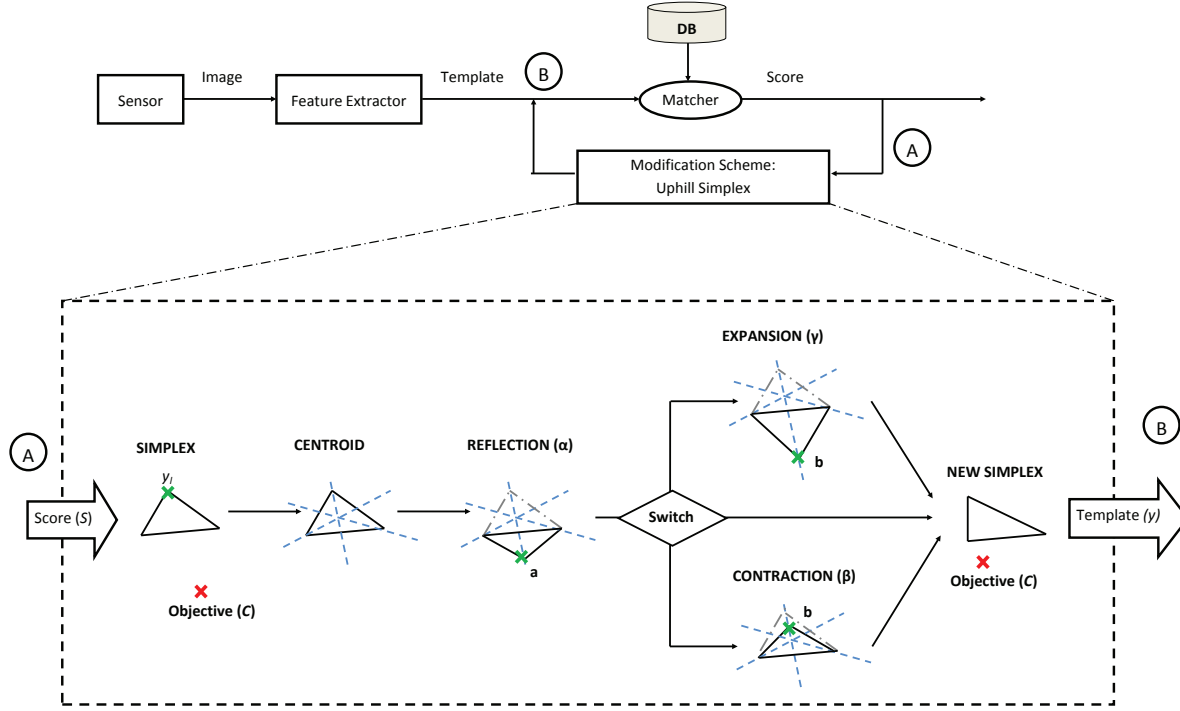 DB
Image
Template
B
Score
Sensor
Feature Extractor
Matcher
A
Modification Scheme:
Uphill Simplex
EXPANSION (γ)
b
A
SIMPLEX
CENTROID
REFLECTION (α)
B
yl
NEW SIMPLEX
Score (S)
Switch
Template (y)
a
Objective (C)
CONTRACTION (β)
b
Objective (C)